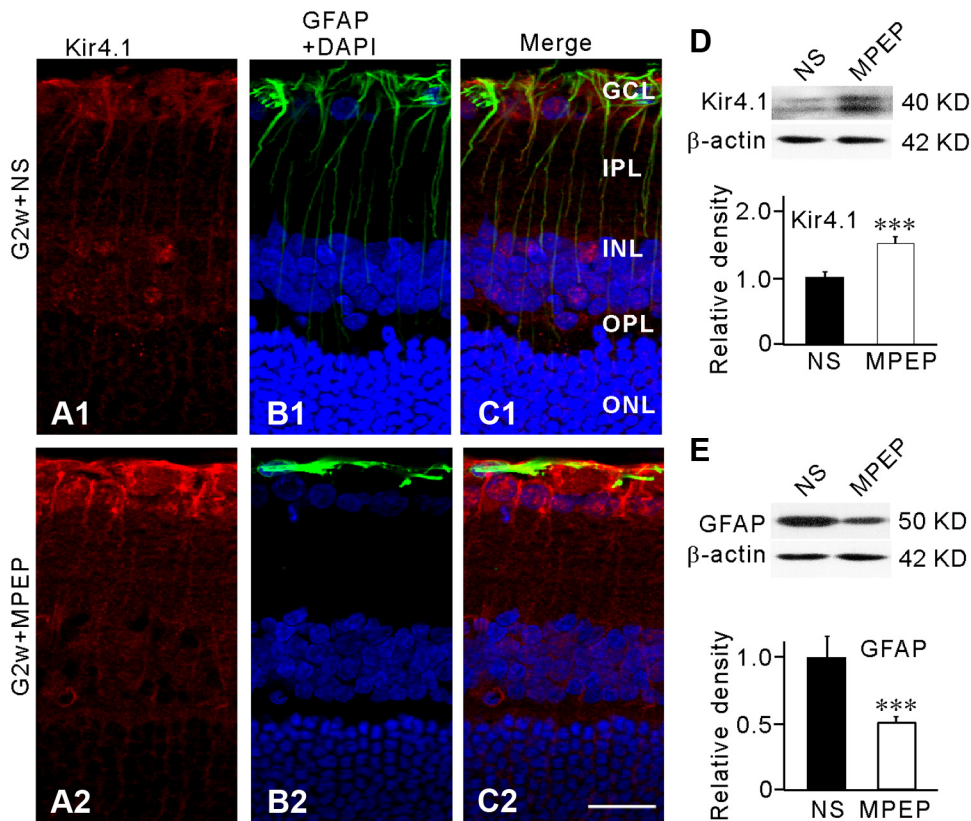 Kir4.1
GFAP
+DAPI
Merge
G2w+NS
GCL
IPL
INL
OPL
ONL
A1
B1
C1
G2w+MPEP
A2
B2
C2
D
NS
MPEP
Kir4.1
40 KD
β-actin
42 KD
Relative density
2.0
1.0
0
Kir4.1
***
NS
MPEP
E
NS
MPEP
GFAP
50 KD
β-actin
42 KD
Relative density
1.0
0.5
0
GFAP
***
NS
MPEP